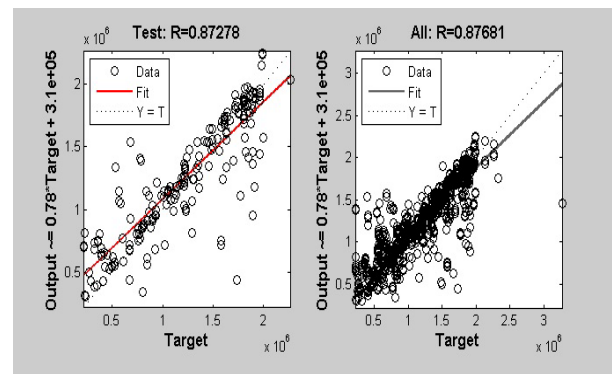 Test: R=0.87278
x 10^6
Output ~= 0.78*Target + 3.1e+05
2
1.5
1
0.5
Data
Fit
Y = T
0.5
1
1.5
2
x 10^6
Target
All: R=0.87681
x 10^6
Output ~= 0.78*Target + 3.1e+05
3
2.5
2
1.5
1
0.5
Data
Fit
Y = T
0.5
1
1.5
2
2.5
3
x 10^6
Target